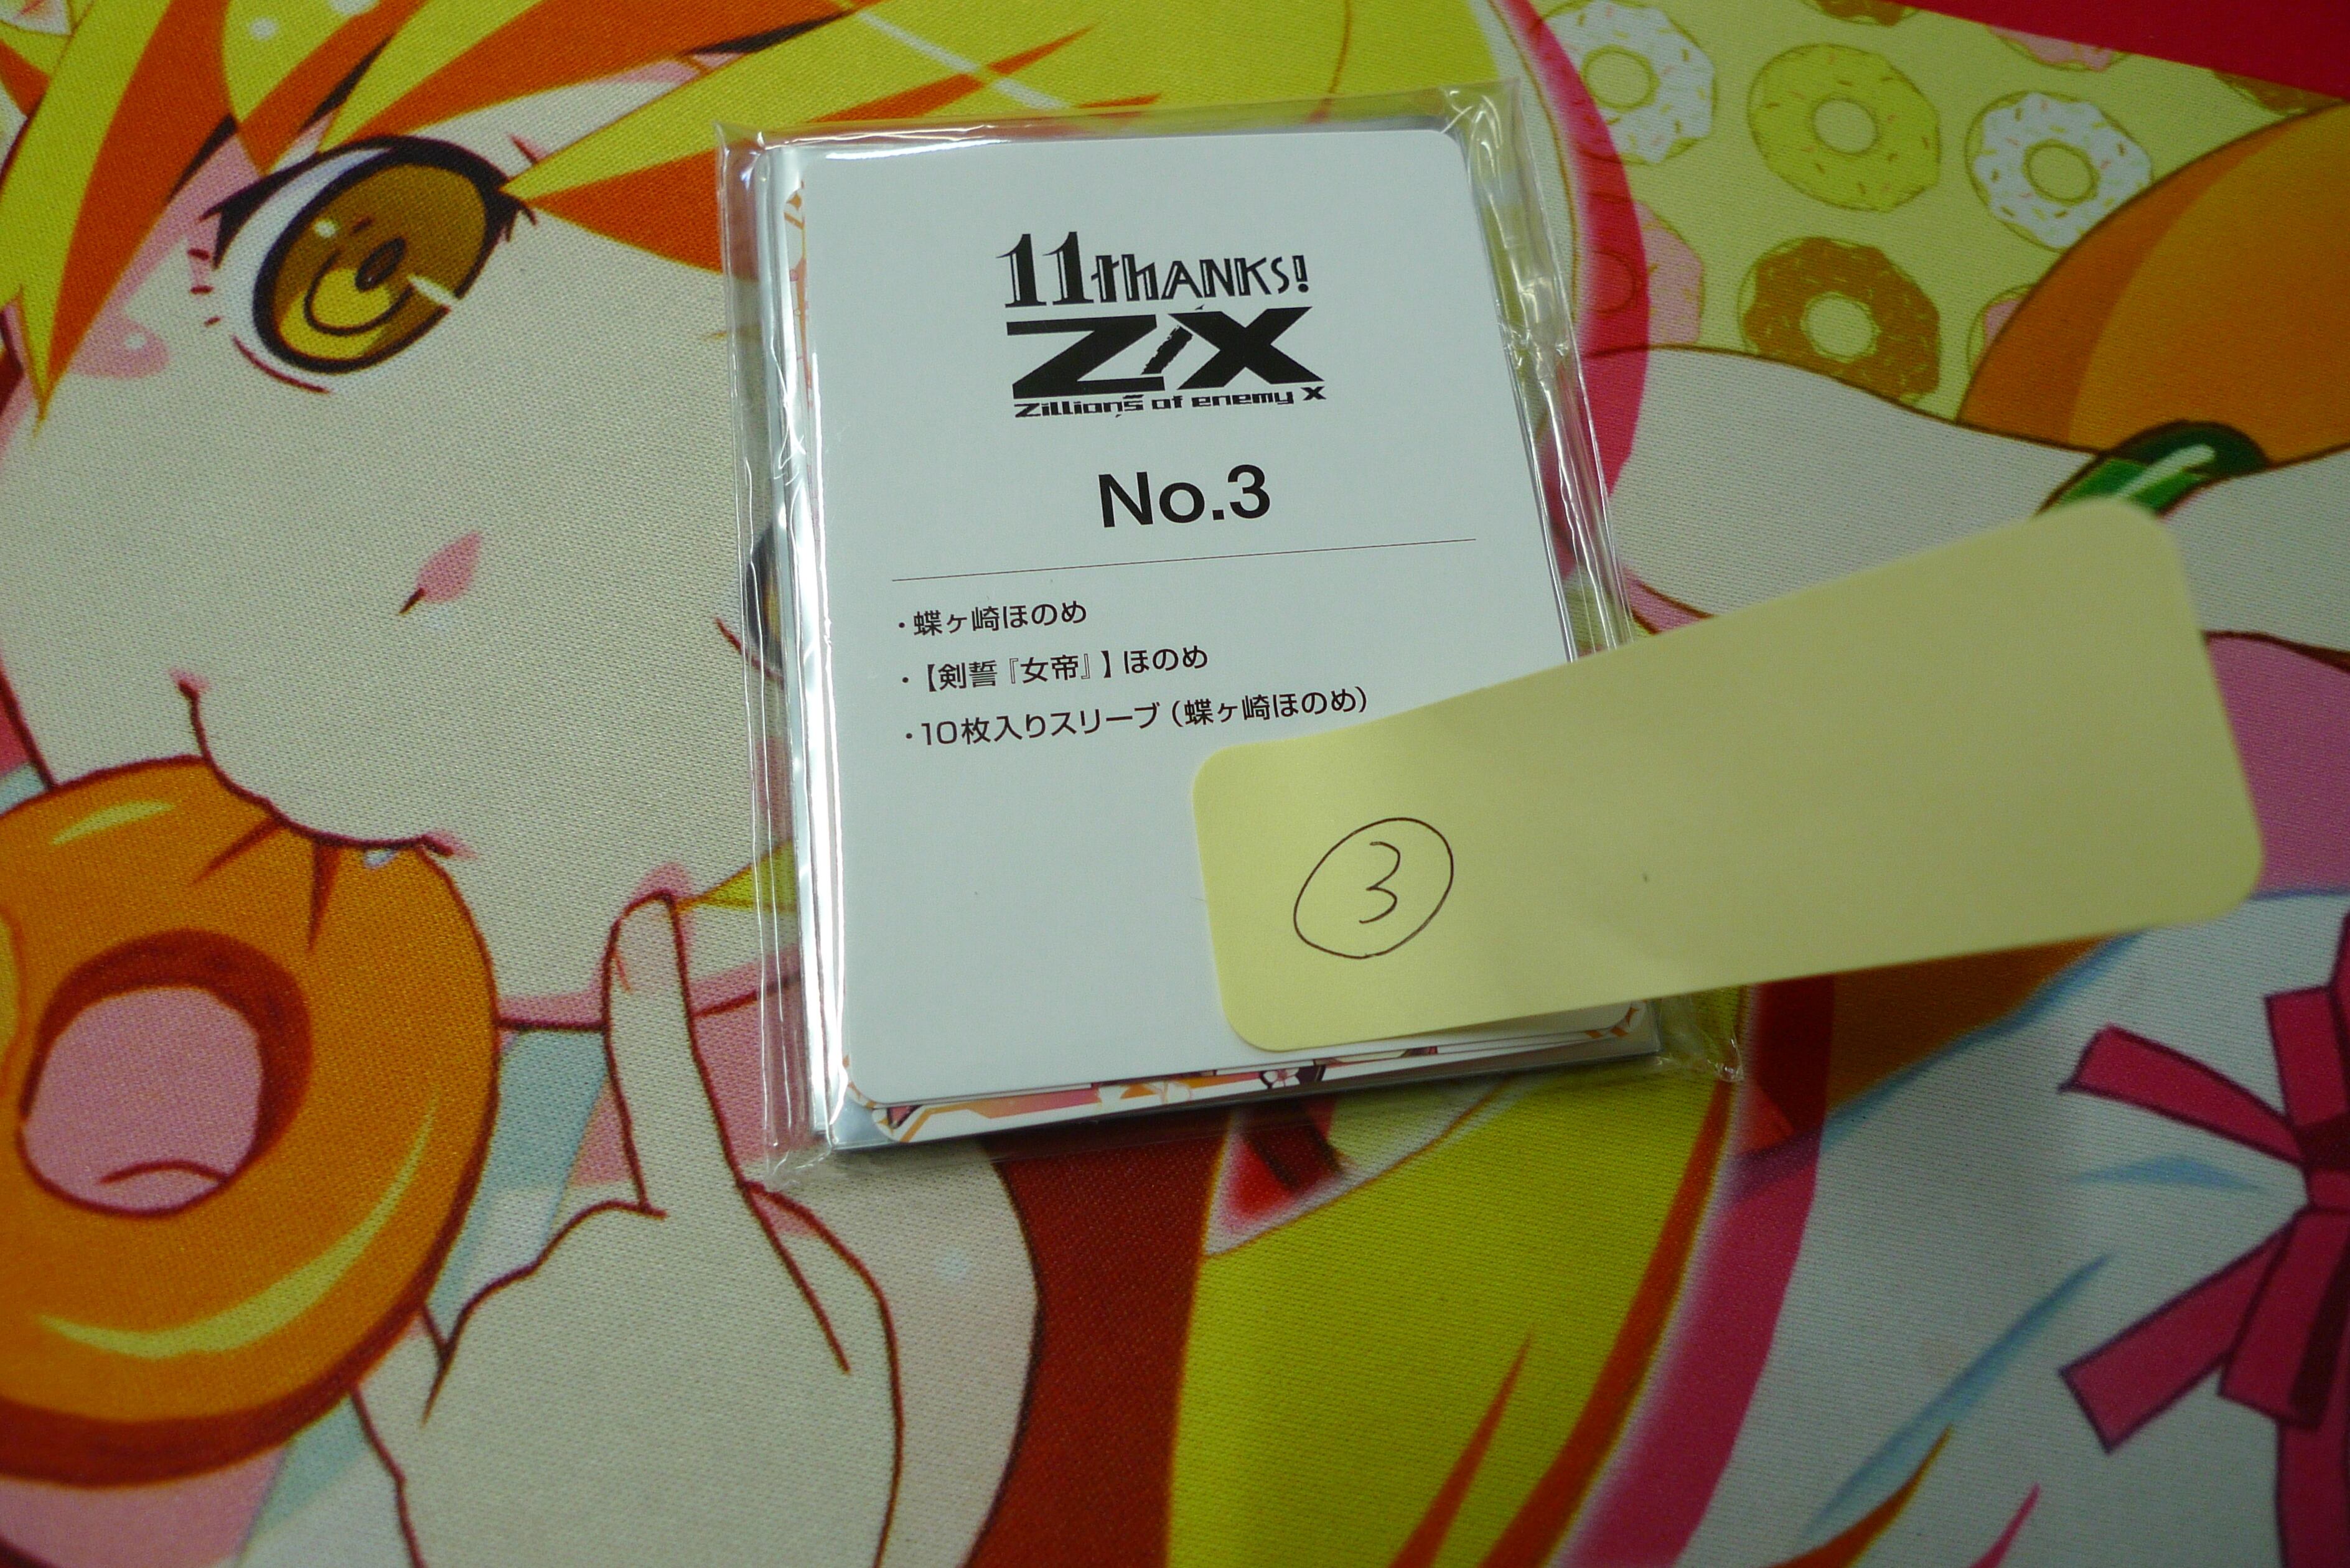 11thANKS!
Z/X
Zillions of enemy X
No.3
・蝶ヶ崎ほのめ
・【剣誓『女帝』】ほのめ
・10枚入りスリーブ（蝶ヶ崎ほのめ）
③